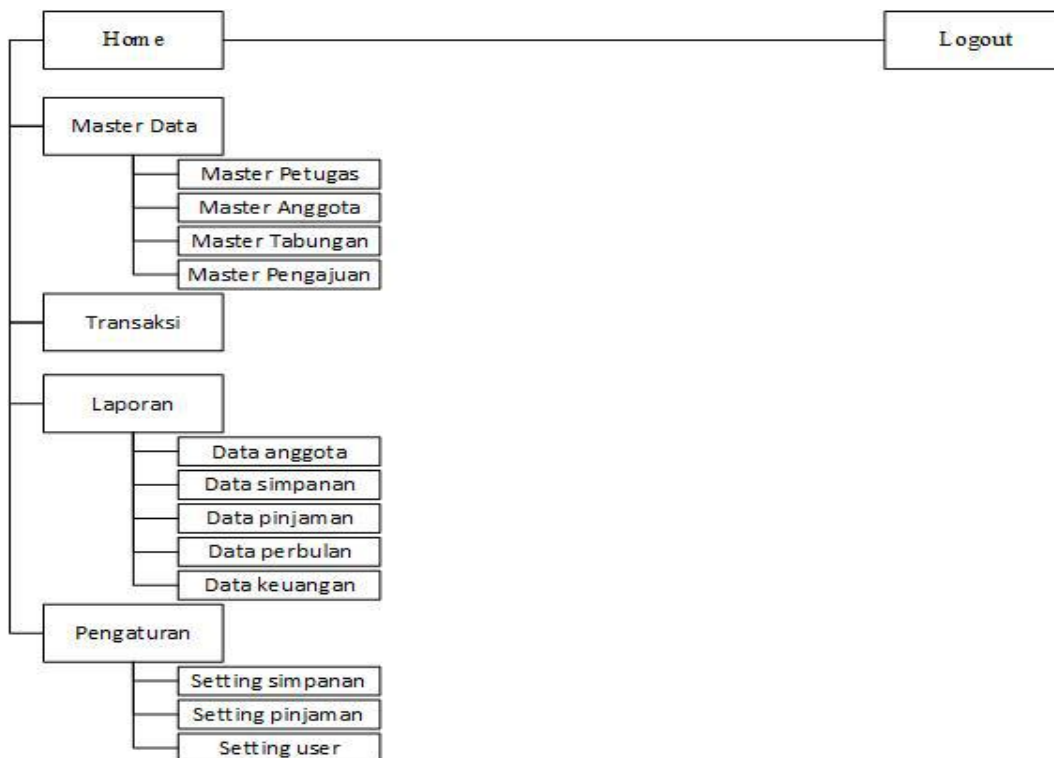 Home
Logout
Master Data
Master Petugas
Master Anggota
Master Tabungan
Master Pengajuan
Transaksi
Laporan
Data anggota
Data simpanan
Data pinjaman
Data perbulan
Data keuangan
Pengaturan
Setting simpanan
Setting pinjaman
Setting user